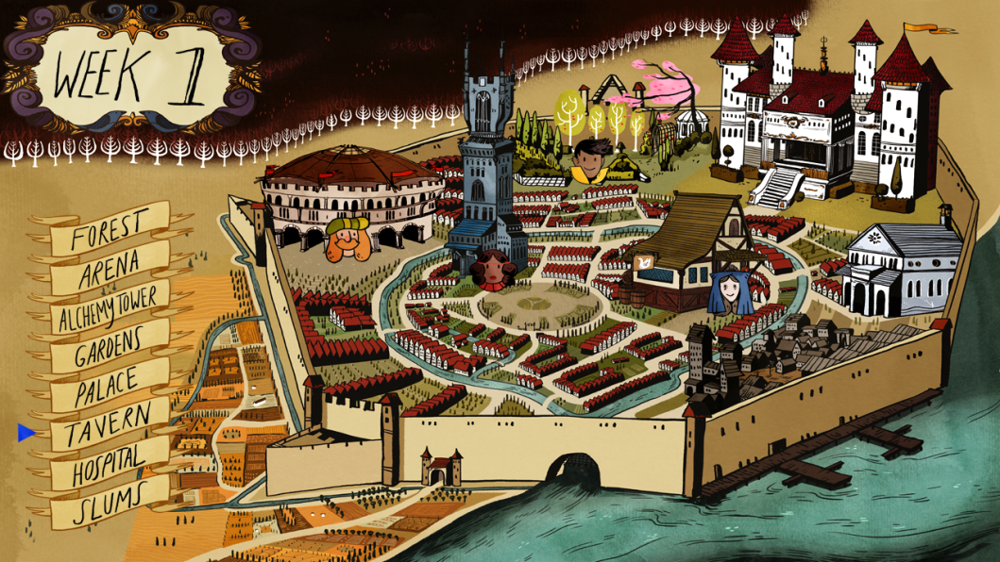 WEEK 1
FOREST
ARENA
ALCHEMY TOWER
GARDENS
PALACE
TAVERN
HOSPITAL
SLUMS